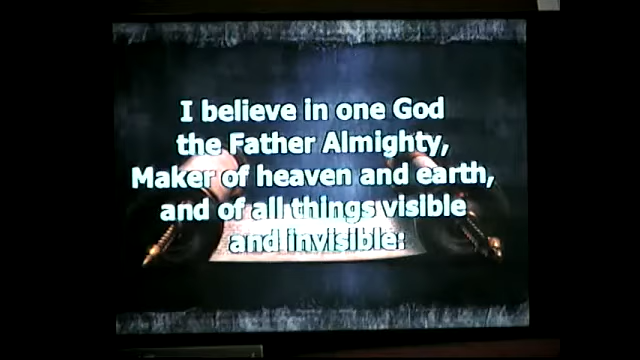 I believe in one God
the Father Almighty,
Maker of heaven and earth,
and of all things visible
and invisible: